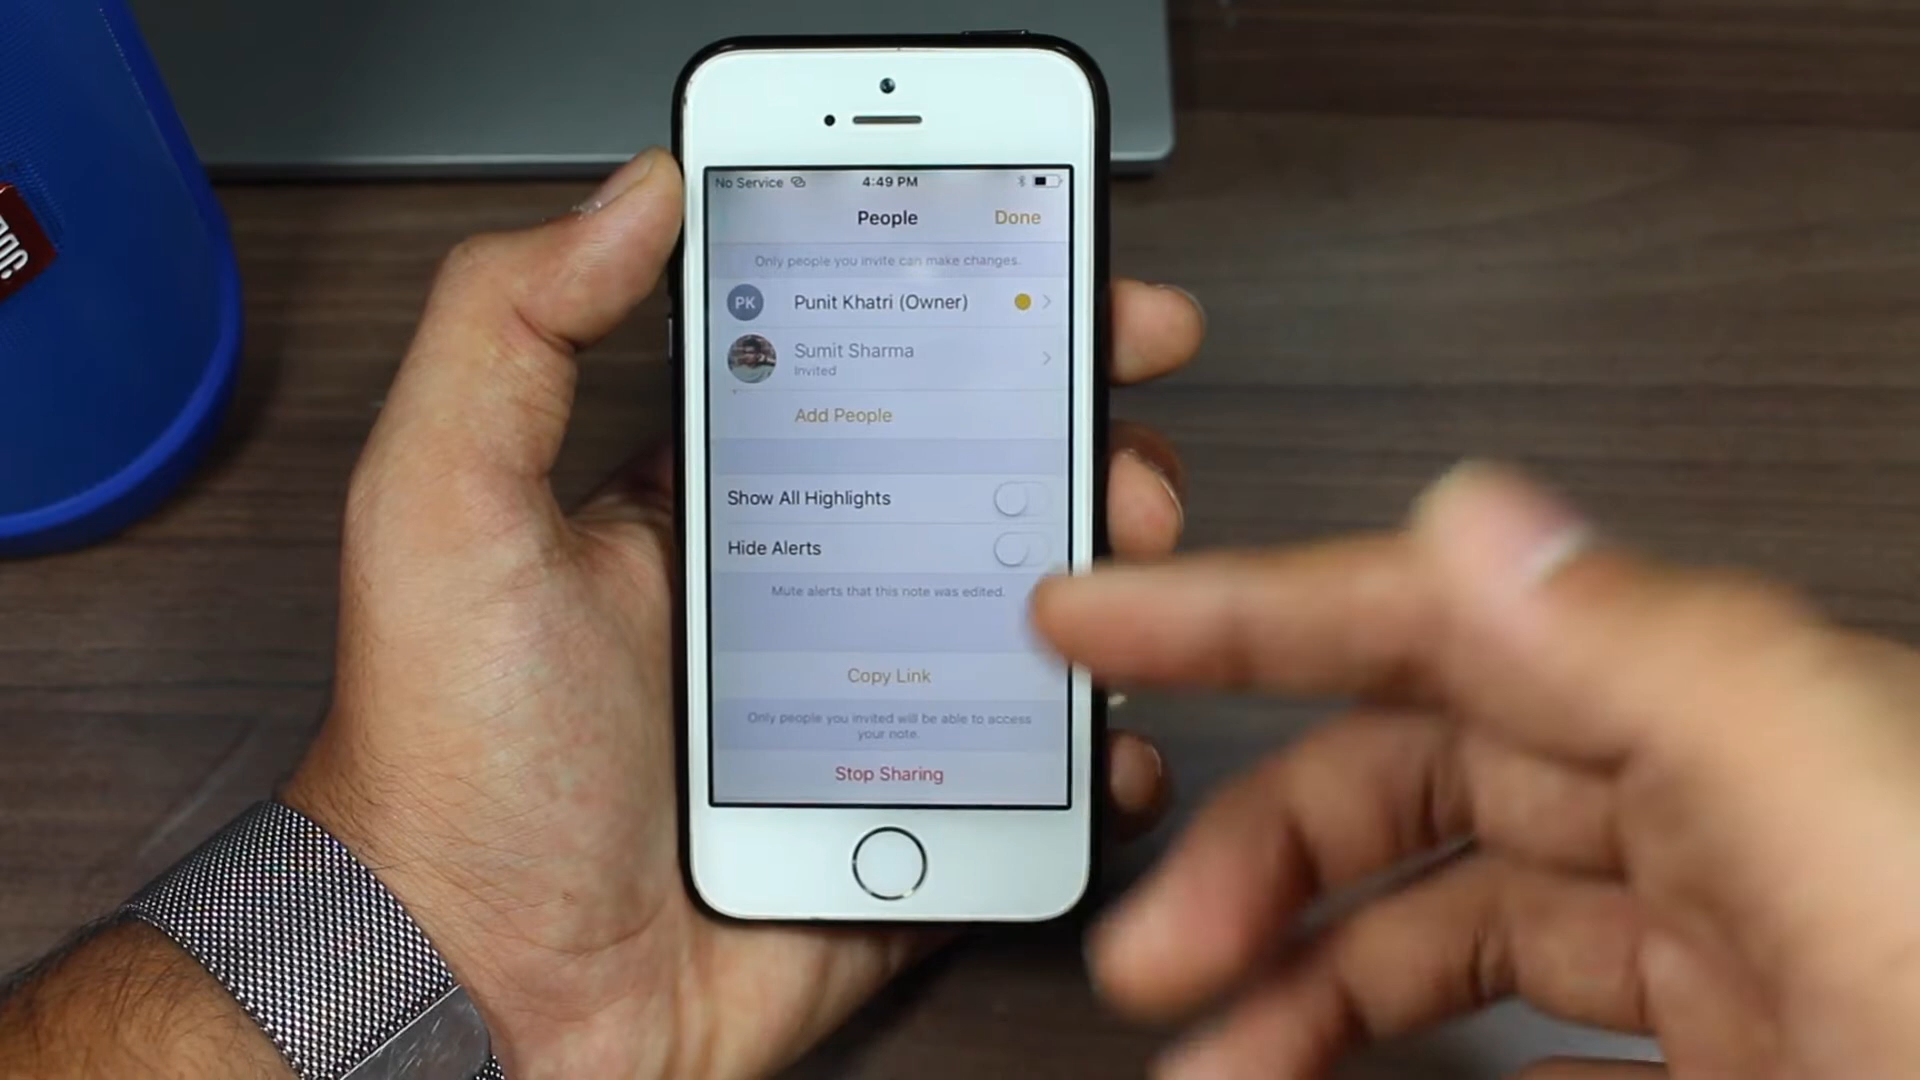 No Service 4:49 PM
People Done
Only people you invite can make changes.
PK Punit Khatri (Owner)
Sumit Sharma
Invited
Add People
Show All Highlights
Hide Alerts
Mute alerts that this note was edited.
Copy Link
Only people you invited will be able to access
your note.
Stop Sharing